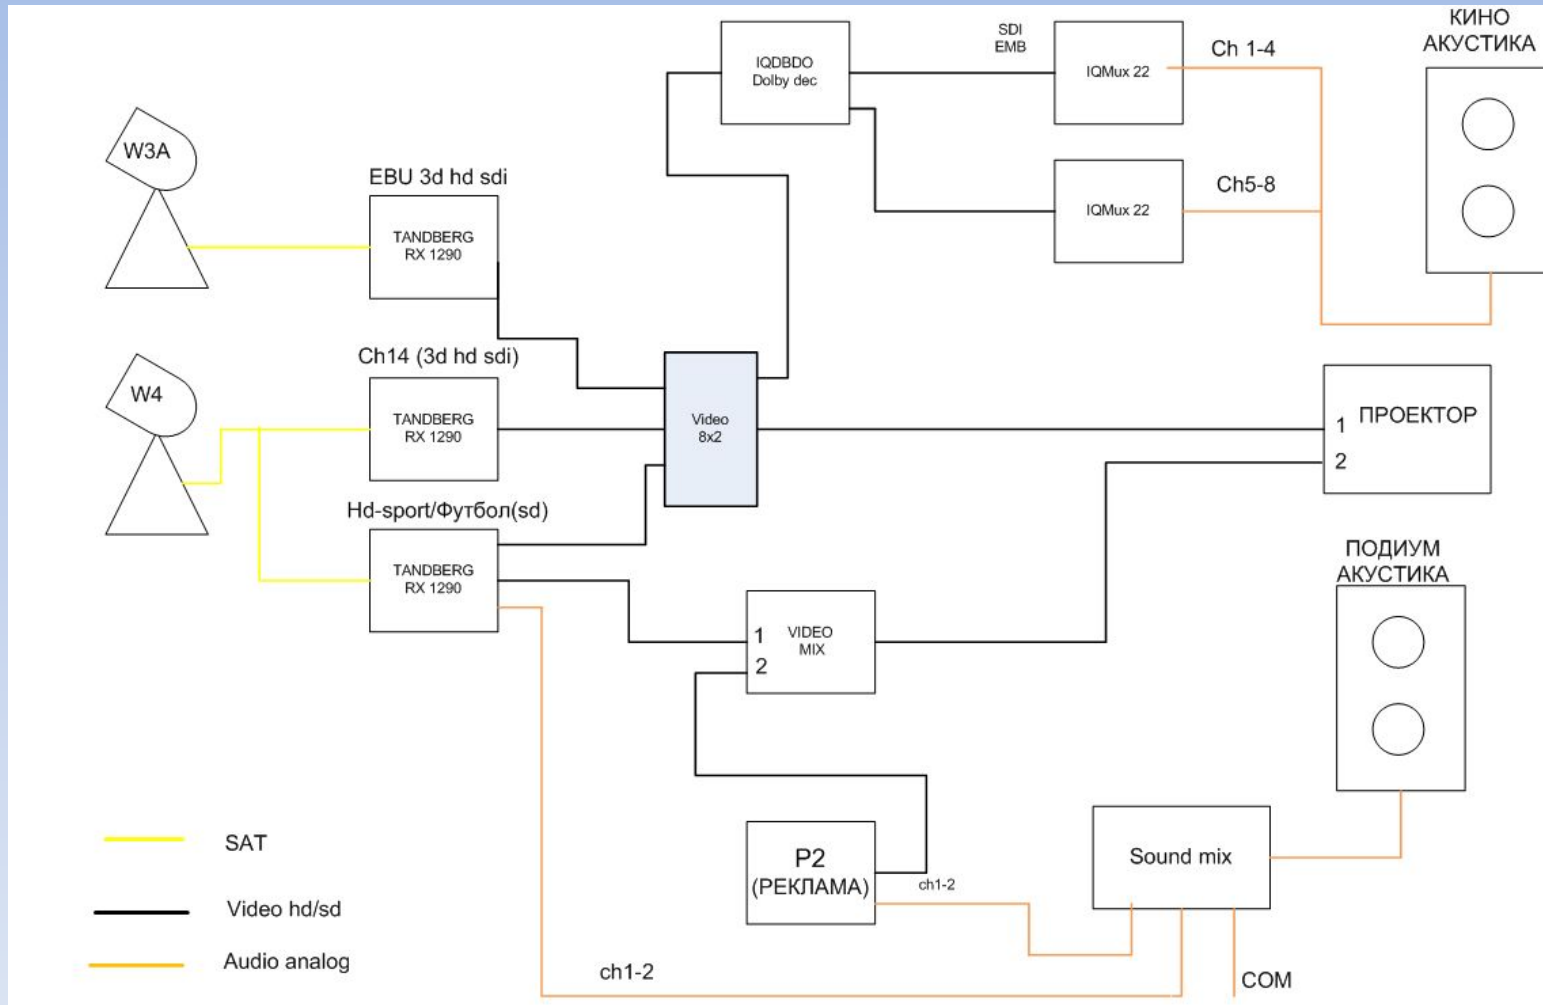 КИНО
АКУСТИКА
IQDBDO
Dolby dec
SDI
EMB
IQMux 22
Ch 1-4
W3A
EBU 3d hd sdi
TANDBERG
RX 1290
IQMux 22
Ch5-8
W4
Ch14 (3d hd sdi)
TANDBERG
RX 1290
Video
8x2
1
ПРОЕКТОР
2
Hd-sport/Футбол(sd)
TANDBERG
RX 1290
ПОДИУМ
АКУСТИКА
1
VIDEO
MIX
2
SAT
Video hd/sd
Audio analog
P2
(РЕКЛАМА)
ch1-2
Sound mix
ch1-2
COM